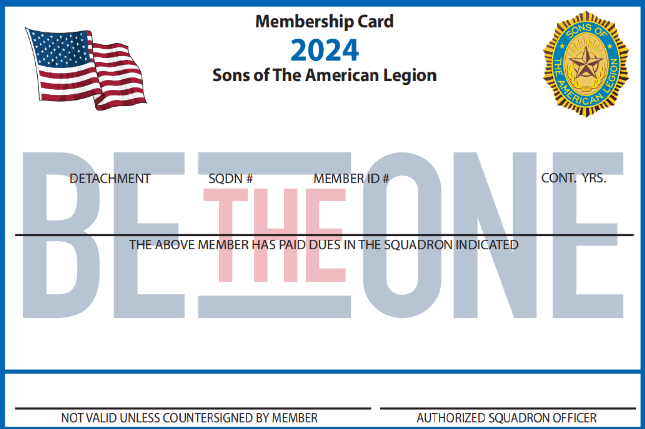 Membership Card
2024
Sons of The American Legion
SONS OF
THE AMERICAN LEGION
BE THE ONE
DETACHMENT SQDN # MEMBER ID # CONT. YRS.
THE ABOVE MEMBER HAS PAID DUES IN THE SQUADRON INDICATED
NOT VALID UNLESS COUNTERSIGNED BY MEMBER AUTHORIZED SQUADRON OFFICER